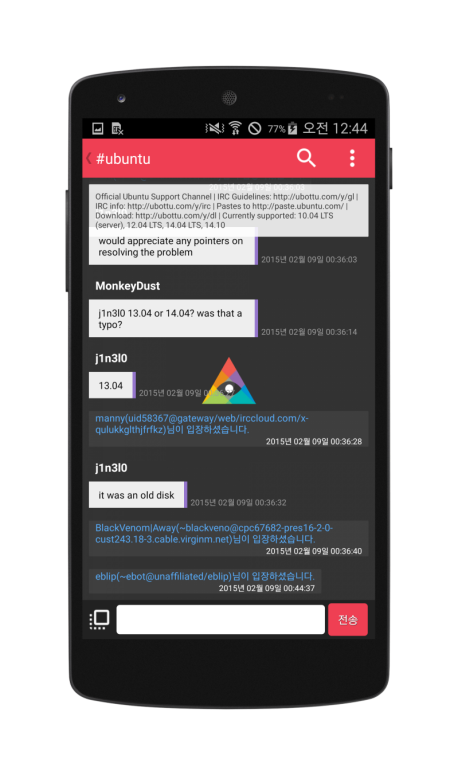 77% 오전 12:44
#ubuntu
Official Ubuntu Support Channel | IRC Guidelines: http://ubottu.com/y/gl |
IRC info: http://ubottu.com/y/irc | Pastes to http://paste.ubuntu.com/ |
Download: http://ubottu.com/y/dl | Currently supported: 10.04 LTS
(server), 12.04 LTS, 14.04 LTS, 14.10
would appreciate any pointers on
resolving the problem
2015년 02월 09일 00:36:03
MonkeyDust
j1n3l0 13.04 or 14.04? was that a
typo?
2015년 02월 09일 00:36:14
j1n3l0
13.04
2015년 02월 09일
manny(uid58367@gateway/web/irccloud.com/x-
qulukkglthjfrfkz)님이 입장하셨습니다.
2015년 02월 09일 00:36:28
j1n3l0
it was an old disk
2015년 02월 09일 00:36:32
BlackVenom|Away(~blackveno@cpc67682-pres16-2-0-
cust243.18-3.cable.virginm.net)님이 입장하셨습니다.
2015년 02월 09일 00:36:40
eblip(~ebot@unaffiliated/eblip)님이 입장하셨습니다.
2015년 02월 09일 00:44:37
전송